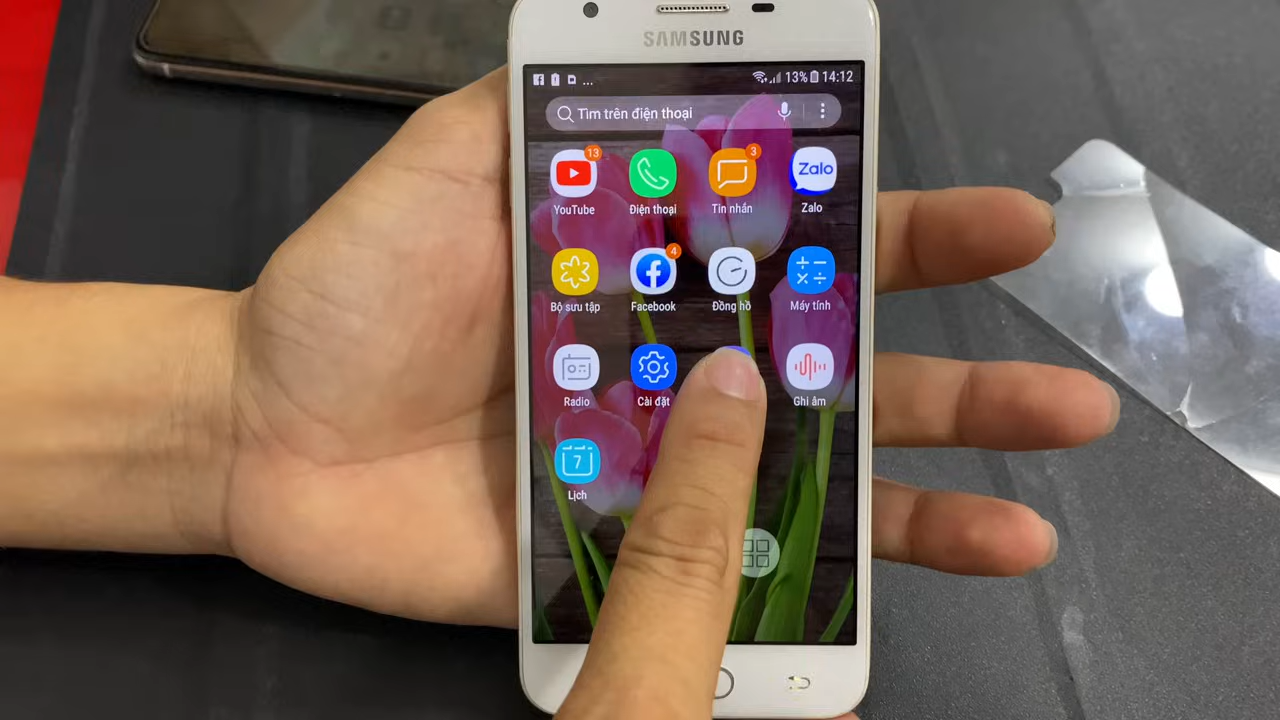 SAMSUNG
... 13% 14:12
Tìm trên điện thoại
13 3
Zalo
YouTube Điện thoại Tin nhắn Zalo
4
Bộ sưu tập Facebook Đồng hồ Máy tính
Radio Cài đặt Ghi âm
7
Lịch